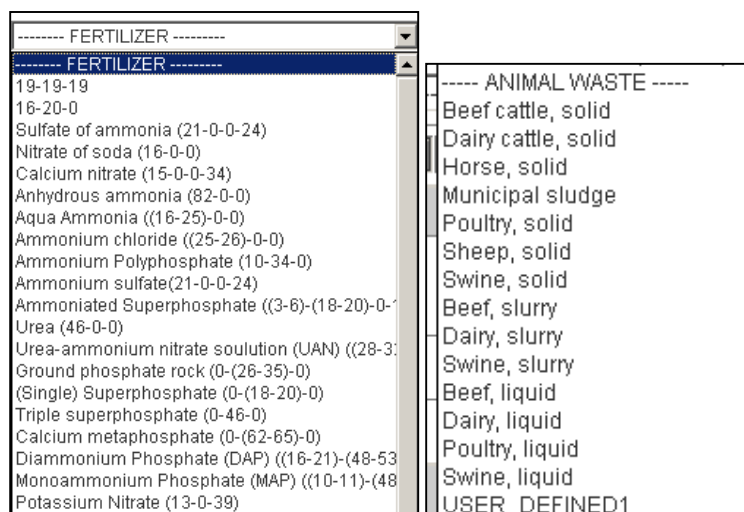 -------- FERTILIZER ---------
-------- FERTILIZER ---------
19-19-19
16-20-0
Sulfate of ammonia (21-0-0-24)
Nitrate of soda (16-0-0)
Calcium nitrate (15-0-0-34)
Anhydrous ammonia (82-0-0)
Aqua Ammonia ((16-25)-0-0)
Ammonium chloride ((25-26)-0-0)
Ammonium Polyphosphate (10-34-0)
Ammonium sulfate(21-0-0-24)
Ammoniated Superphosphate ((3-6)-(18-20)-0-
Urea (46-0-0)
Urea-ammonium nitrate soulution (UAN) ((28-3
Ground phosphate rock (0-(26-35)-0)
(Single) Superphosphate (0-(18-20)-0)
Triple superphosphate (0-46-0)
Calcium metaphosphate (0-(62-65)-0)
Diammonium Phosphate (DAP) ((16-21)-(48-53
Monoammonium Phosphate (MAP) ((10-11)-(48
Potassium Nitrate (13-0-39)
----- ANIMAL WASTE -----
Beef cattle, solid
Dairy cattle, solid
Horse, solid
Municipal sludge
Poultry, solid
Sheep, solid
Swine, solid
Beef, slurry
Dairy, slurry
Swine, slurry
Beef, liquid
Dairy, liquid
Poultry, liquid
Swine, liquid
USER_DEFINED1